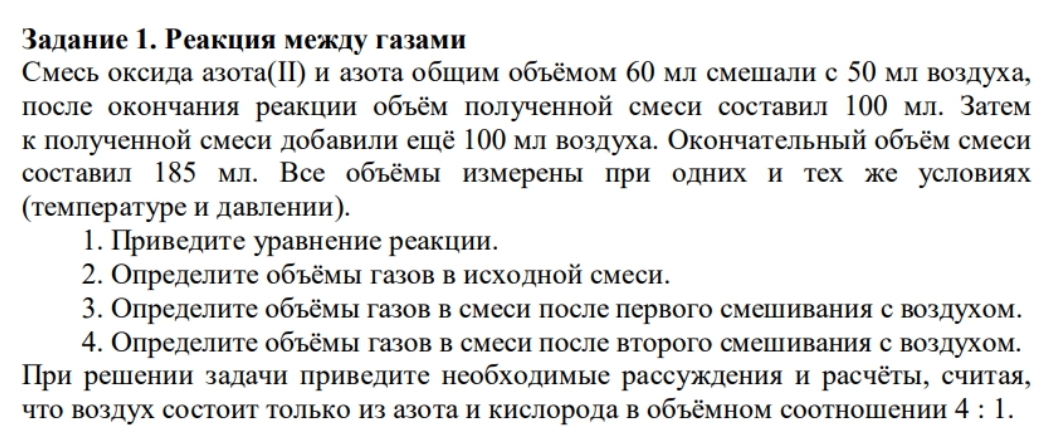 Задание 1. Реакция между газами
Смесь оксида азота(II) и азота общим объёмом 60 мл смешали с 50 мл воздуха,
после окончания реакции объём полученной смеси составил 100 мл. Затем
к полученной смеси добавили ещё 100 мл воздуха. Окончательный объём смеси
составил 185 мл. Все объёмы измерены при одних и тех же условиях
(температуре и давлении).
1. Приведите уравнение реакции.
2. Определите объёмы газов в исходной смеси.
3. Определите объёмы газов в смеси после первого смешивания с воздухом.
4. Определите объёмы газов в смеси после второго смешивания с воздухом.
При решении задачи приведите необходимые рассуждения и расчёты, считая,
что воздух состоит только из азота и кислорода в объёмном соотношении 4 : 1.